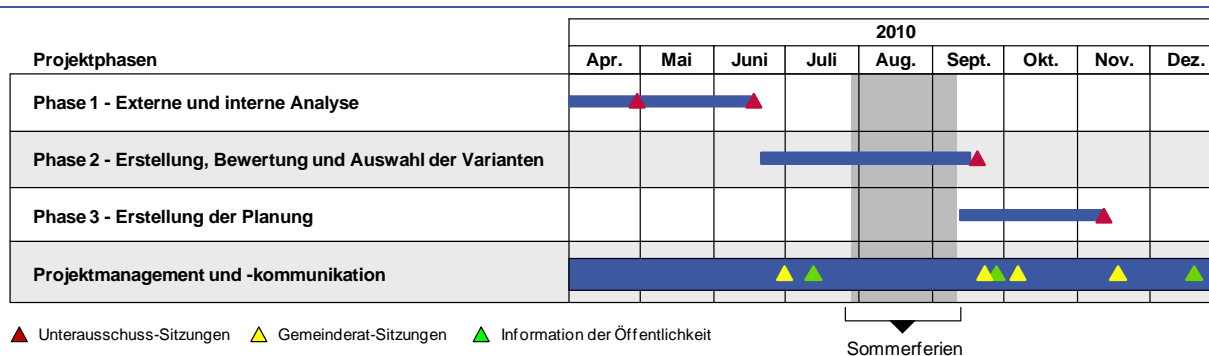 2010
Projektphasen Apr. Mai Juni Juli Aug. Sept. Okt. Nov. Dez.
Phase 1 - Externe und interne Analyse
Phase 2 - Erstellung, Bewertung und Auswahl der Varianten
Phase 3 - Erstellung der Planung
Projektmanagement und -kommunikation
Unterausschuss-Sitzungen Gemeinderat-Sitzungen Information der Öffentlichkeit
Sommerferien